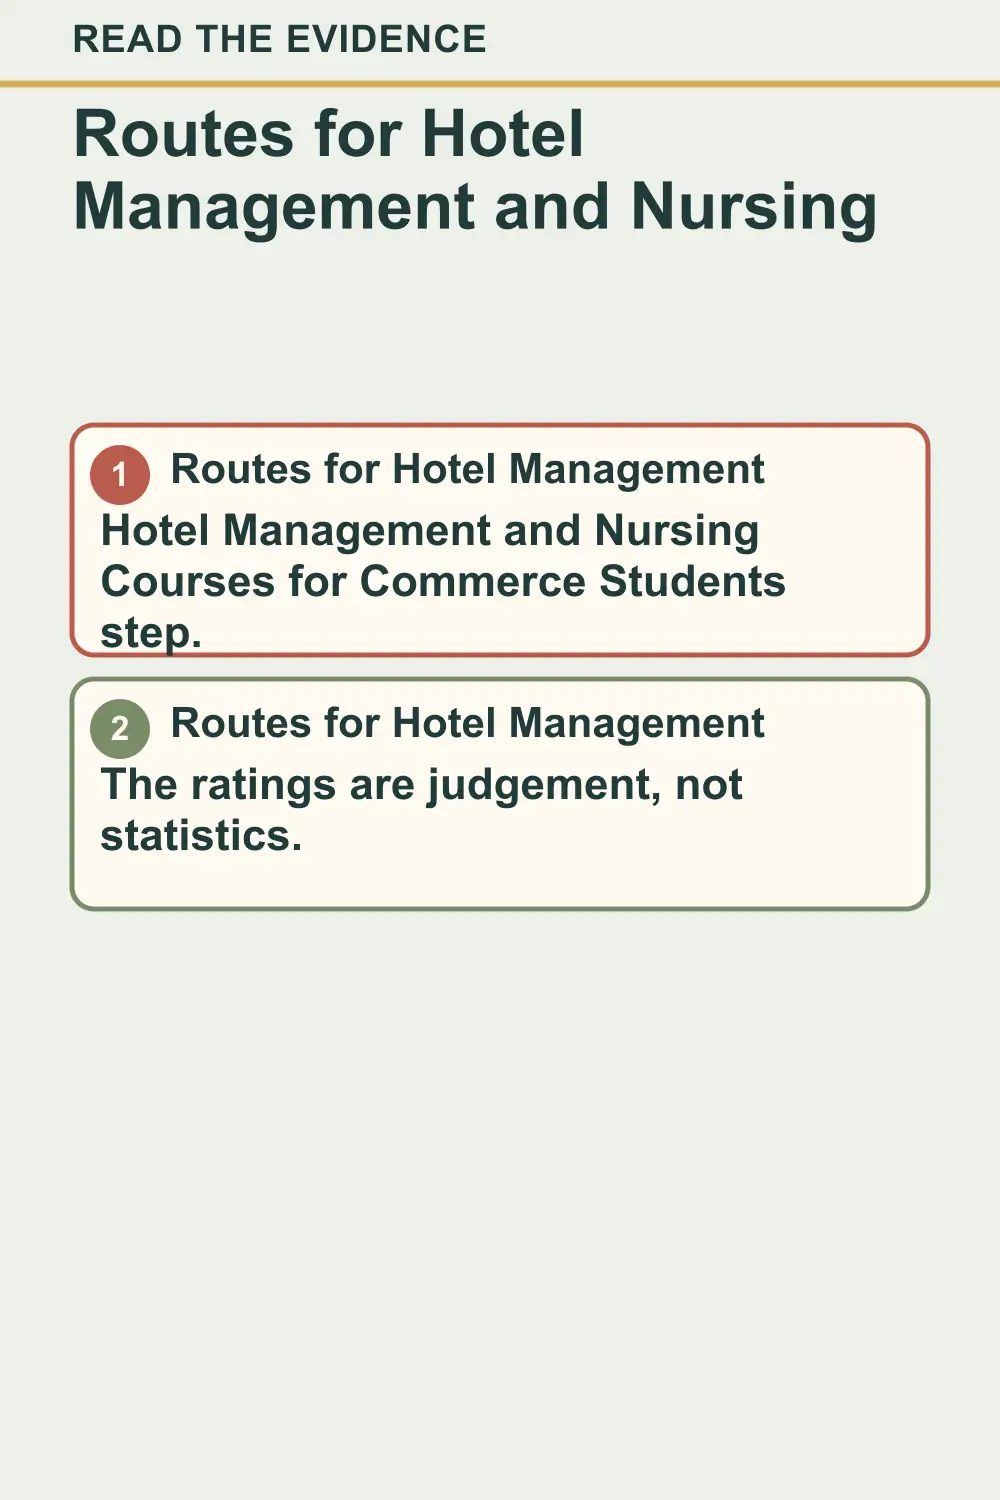 READ THE EVIDENCE
Routes for Hotel
Management and Nursing
1 Routes for Hotel Management
Hotel Management and Nursing
Courses for Commerce Students
step.
2 Routes for Hotel Management
The ratings are judgement, not
statistics.